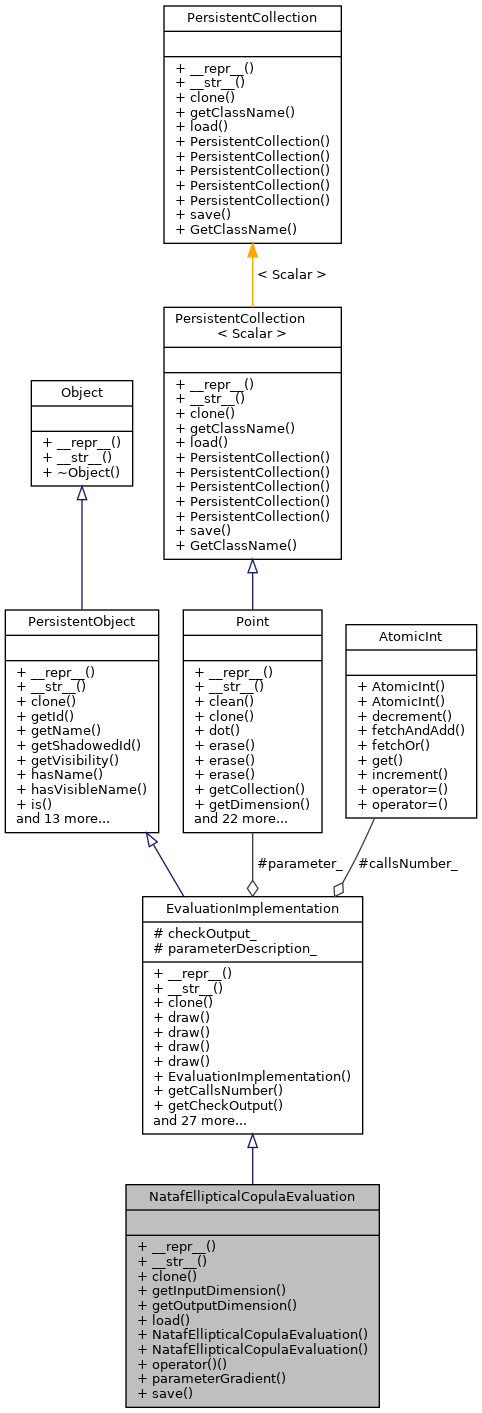 PersistentCollection
+ __repr__()
+ __str__()
+ clone()
+ getClassName()
+ load()
+ PersistentCollection()
+ PersistentCollection()
+ PersistentCollection()
+ PersistentCollection()
+ PersistentCollection()
+ save()
+ GetClassName()
< Scalar >
PersistentCollection
< Scalar >
+ __repr__()
+ __str__()
+ clone()
+ getClassName()
+ load()
+ PersistentCollection()
+ PersistentCollection()
+ PersistentCollection()
+ PersistentCollection()
+ PersistentCollection()
+ save()
+ GetClassName()
Object
+ __repr__()
+ __str__()
+ ~Object()
PersistentObject
+ __repr__()
+ __str__()
+ clone()
+ getId()
+ getName()
+ getShadowedId()
+ getVisibility()
+ hasName()
+ hasVisibleName()
+ is()
and 13 more...
Point
+ __repr__()
+ __str__()
+ clean()
+ clone()
+ dot()
+ erase()
+ erase()
+ erase()
+ getCollection()
+ getDimension()
and 22 more...
AtomicInt
+ AtomicInt()
+ AtomicInt()
+ decrement()
+ fetchAndAdd()
+ fetchOr()
+ get()
+ increment()
+ operator=()
+ operator=()
#parameter_
#callsNumber_
EvaluationImplementation
# checkOutput_
# parameterDescription_
+ __repr__()
+ __str__()
+ clone()
+ draw()
+ draw()
+ draw()
+ draw()
+ EvaluationImplementation()
+ getCallsNumber()
+ getCheckOutput()
and 27 more...
NatafEllipticalCopulaEvaluation
+ __repr__()
+ __str__()
+ clone()
+ getInputDimension()
+ getOutputDimension()
+ load()
+ NatafEllipticalCopulaEvaluation()
+ NatafEllipticalCopulaEvaluation()
+ operator()()
+ parameterGradient()
+ save()